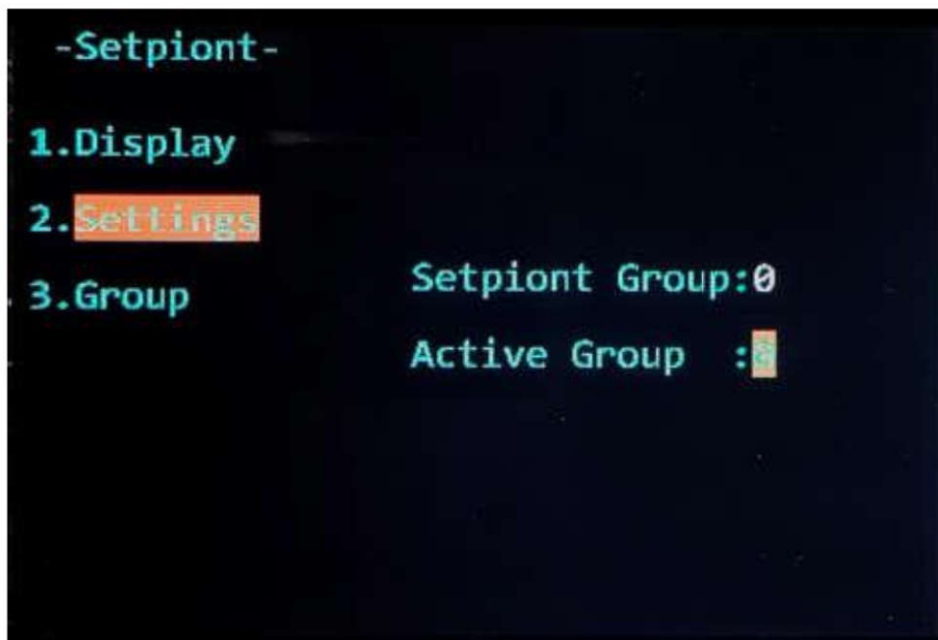 -Setpiont-
1.Display
2.Settings
3.Group
Setpiont Group:0
Active Group :